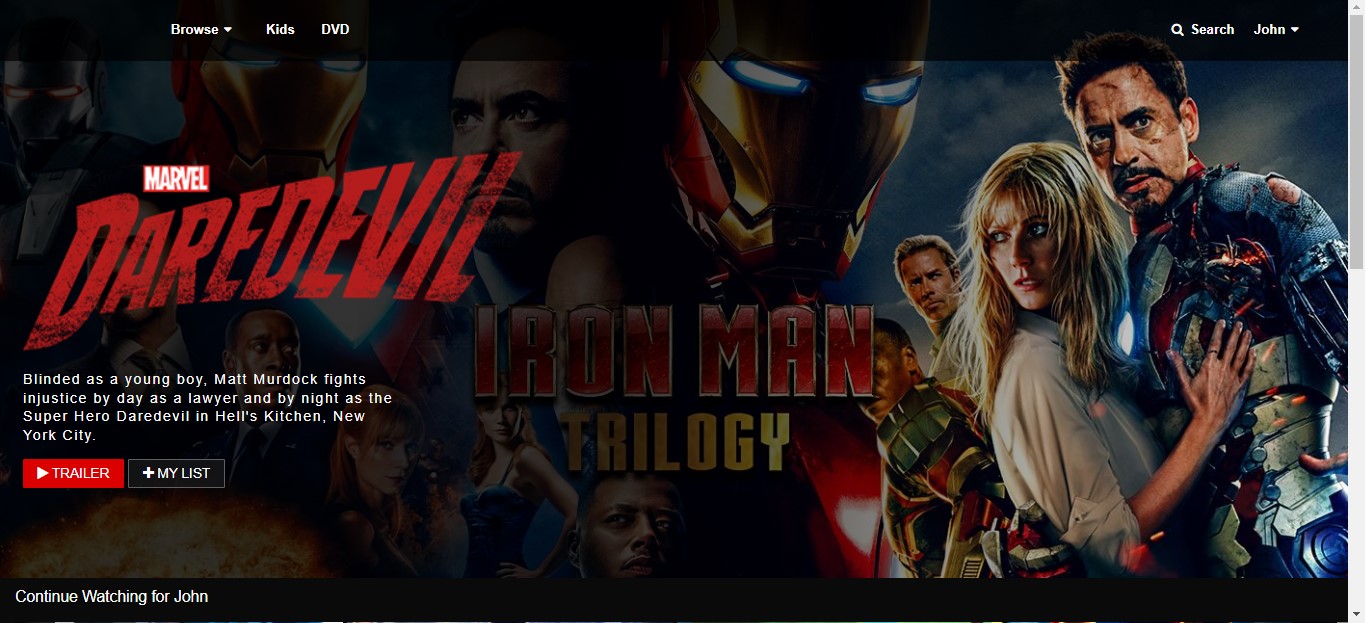 Browse
Kids
DVD
Search
John
MARVEL
DAREDEVIL
IRON MAN
TRILOGY
Blinded as a young boy, Matt Murdock fights
injustice by day as a lawyer and by night as the
Super Hero Daredevil in Hell's Kitchen, New
York City.
TRAILER
MY LIST
Continue Watching for John